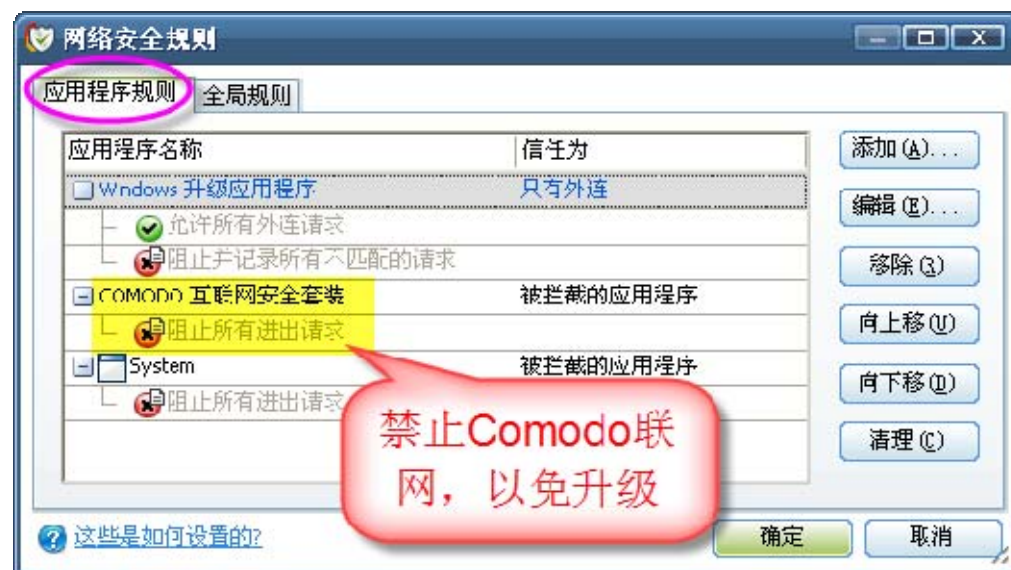 网络安全规则
应用程序规则 全局规则
应用程序名称 信任为
Wndows 升级应用程序 只有外连
允许所有外连请求
阻止并记录所有不匹配的请求
COMODO 互联网安全套装 被拦截的应用程序
阻止所有进出请求
System 被拦截的应用程序
阻止所有进出请求
添加(A)...
编辑(E)...
移除(R)
向上移(U)
向下移(D)
清理(C)
禁止Comodo联
网，以免升级
这些是如何设置的?
确定 取消